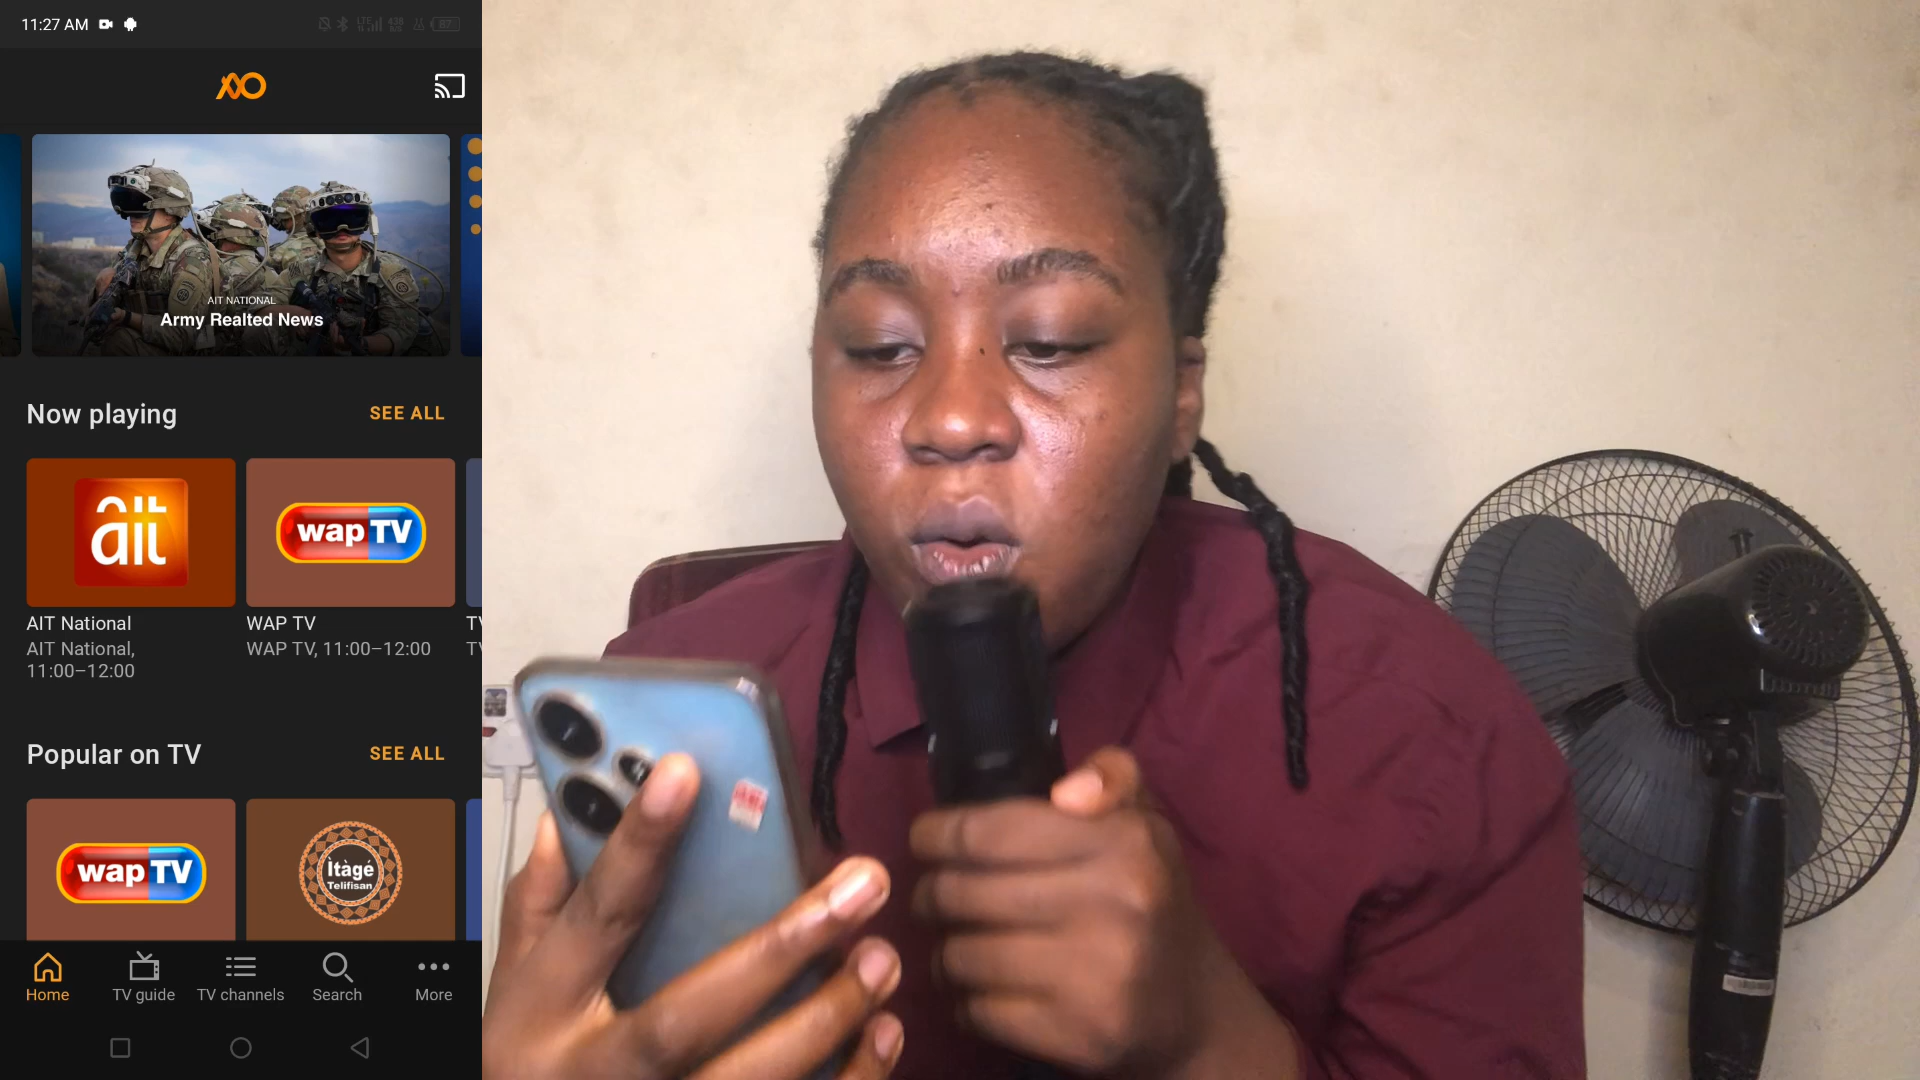 11:27 AM
AIT NATIONAL
Army Realted News
Now playing
SEE ALL
ait
wap TV
AIT National
WAP TV
AIT National,
11:00–12:00
WAP TV, 11:00–12:00
Popular on TV
SEE ALL
wap TV
Ìtàgé
Telifisan
Home
TV guide
TV channels
Search
More